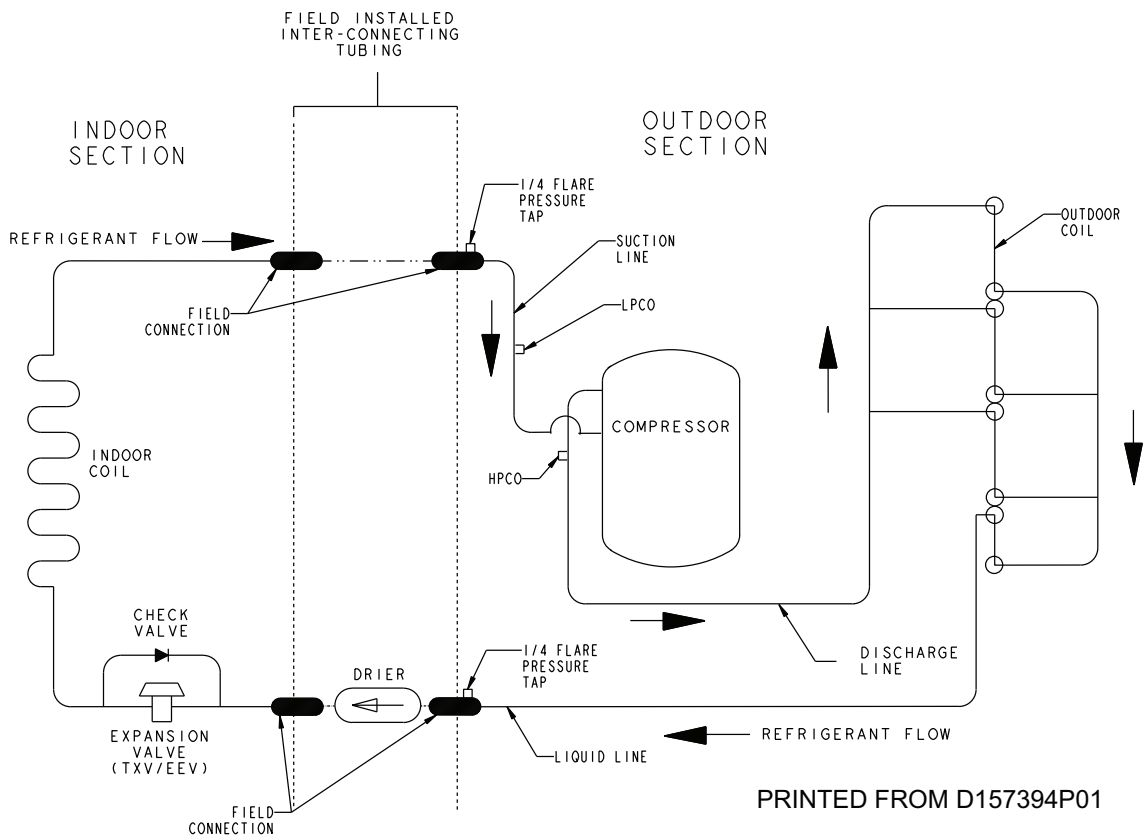 FIELD INSTALLED
INTER-CONNECTING
TUBING
INDOOR
SECTION
OUTDOOR
SECTION
1/4 FLARE
PRESSURE
TAP
OUTDOOR
COIL
REFRIGERANT FLOW
SUCTION
LINE
FIELD
CONNECTION
LPCO
COMPRESSOR
INDOOR
COIL
HPCO
CHECK
VALVE
DRIER
1/4 FLARE
PRESSURE
TAP
DISCHARGE
LINE
EXPANSION
VALVE
(TXV/EEV)
LIQUID LINE
REFRIGERANT FLOW
FIELD
CONNECTION
PRINTED FROM D157394P01